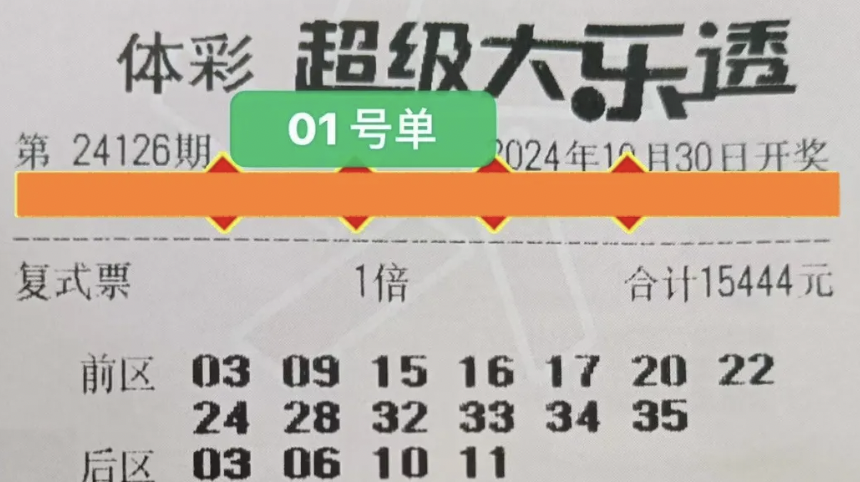 体彩 超级大乐透
01号单
第 24126期 2024年10月30日开奖
复式票 1倍 合计15444元
前区 03 09 15 16 17 20 22
24 28 32 33 34 35
后区 03 06 10 11